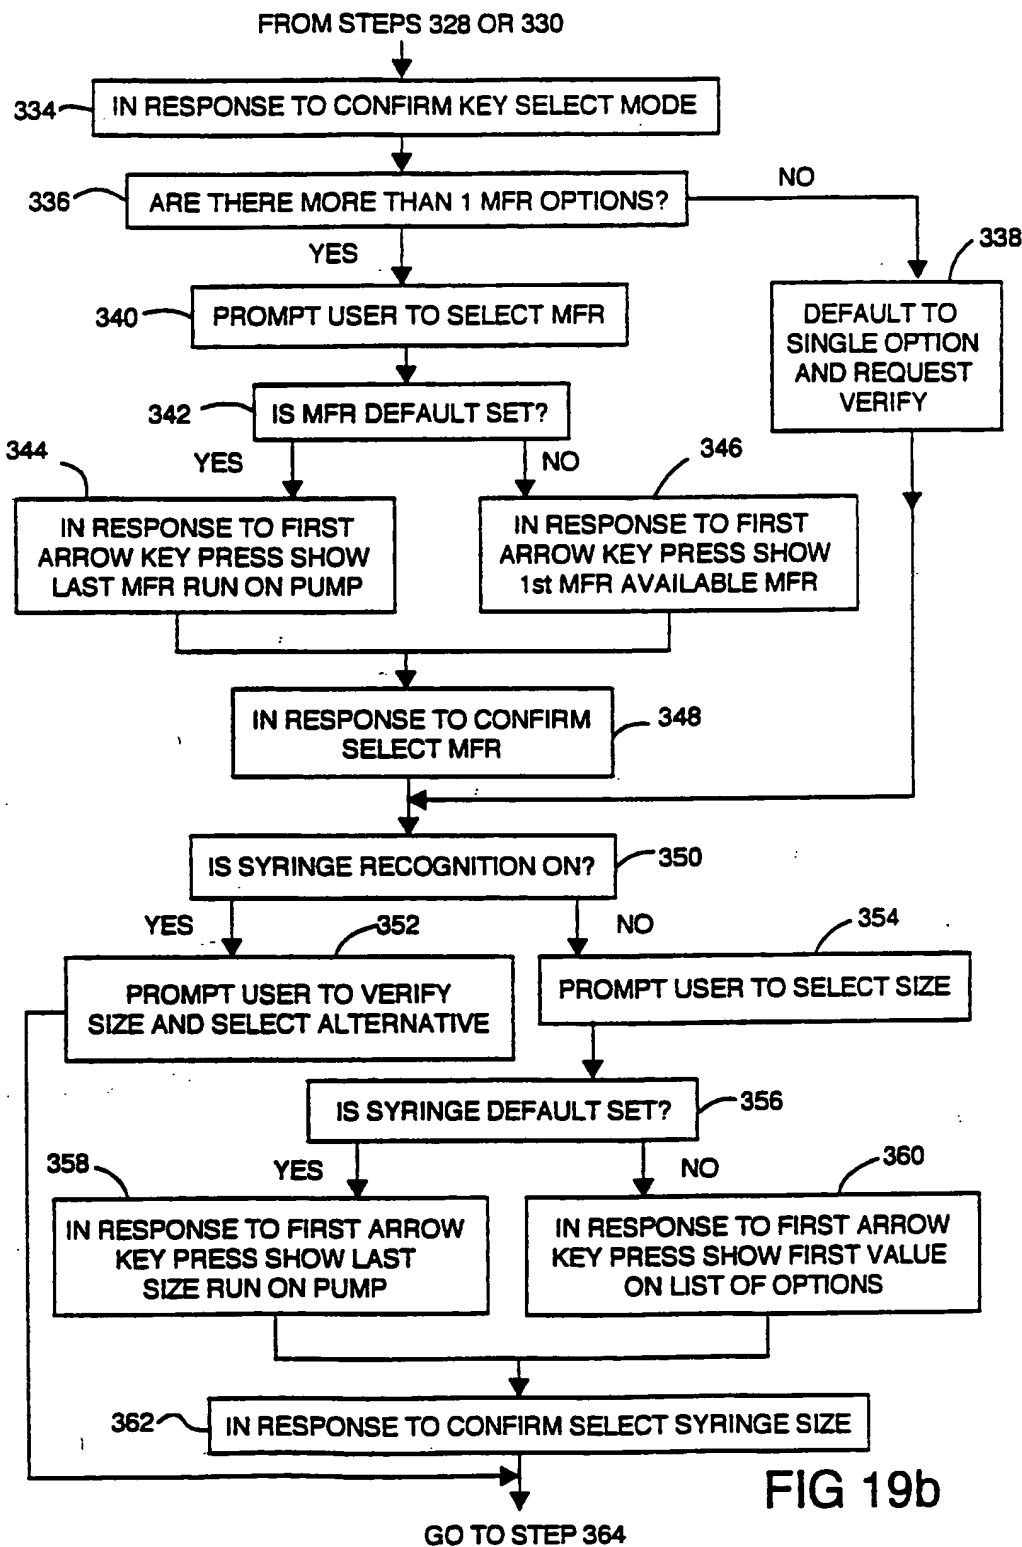 FROM STEPS 328 OR 330
334
IN RESPONSE TO CONFIRM KEY SELECT MODE
336
ARE THERE MORE THAN 1 MFR OPTIONS?
NO
YES
338
340
PROMPT USER TO SELECT MFR
DEFAULT TO
SINGLE OPTION
AND REQUEST
VERIFY
342
IS MFR DEFAULT SET?
344
YES
NO
346
IN RESPONSE TO FIRST
ARROW KEY PRESS SHOW
LAST MFR RUN ON PUMP
IN RESPONSE TO FIRST
ARROW KEY PRESS SHOW
1st MFR AVAILABLE MFR
IN RESPONSE TO CONFIRM
SELECT MFR
348
IS SYRINGE RECOGNITION ON?
350
YES
352
NO
354
PROMPT USER TO VERIFY
SIZE AND SELECT ALTERNATIVE
PROMPT USER TO SELECT SIZE
IS SYRINGE DEFAULT SET?
356
358
YES
NO
360
IN RESPONSE TO FIRST ARROW
KEY PRESS SHOW LAST
SIZE RUN ON PUMP
IN RESPONSE TO FIRST ARROW
KEY PRESS SHOW FIRST VALUE
ON LIST OF OPTIONS
362
IN RESPONSE TO CONFIRM SELECT SYRINGE SIZE
FIG 19b
GO TO STEP 364